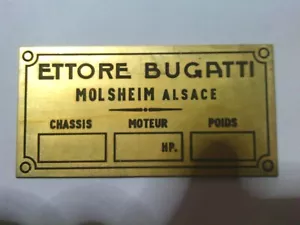 ETTORE BUGATTI
MOLSHEIM ALSACE
CHASSIS MOTEUR POIDS
HP.